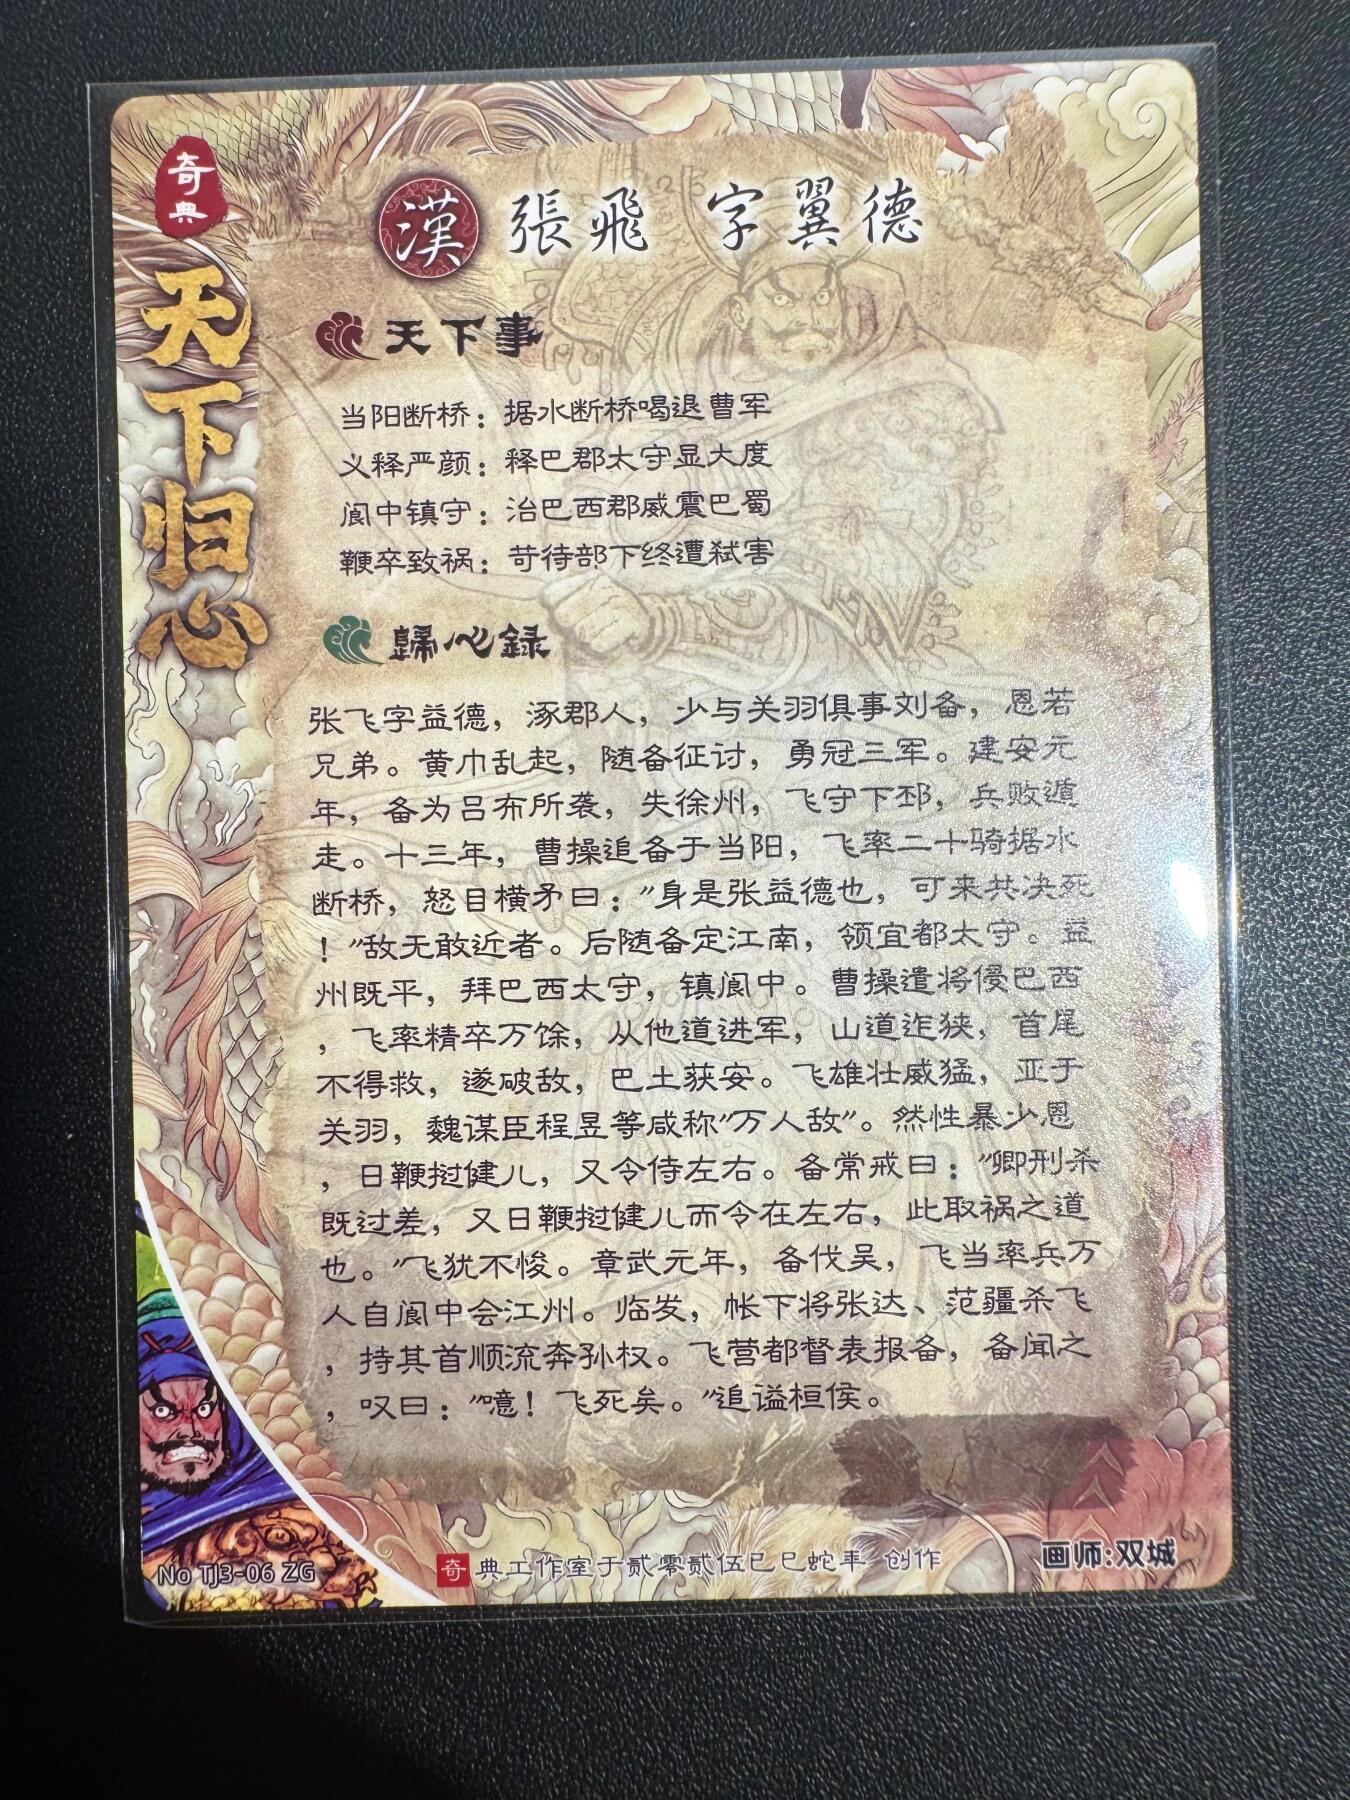 奇典
天下归心
漢 張飛 字翼德
天下事
当阳断桥：据水断桥喝退曹军
义释严颜：释巴郡太守显大度
阆中镇守：治巴西郡威震巴蜀
鞭卒致祸：苛待部下终遭弑害
歸心録
张飞字益德，涿郡人，少与关羽俱事刘备，恩若
兄弟。黄巾乱起，随备征讨，勇冠三军。建安元
年，备为吕布所袭，失徐州，飞守下邳，兵败遁
走。十三年，曹操追备于当阳，飞率二十骑据水
断桥，怒目横矛曰："身是张益德也，可来共决死
！"敌无敢近者。后随备定江南，领宜都太守。益
州既平，拜巴西太守，镇阆中。曹操遣将侵巴西
，飞率精卒万馀，从他道进军，山道迮狭，首尾
不得救，遂破敌，巴土获安。飞雄壮威猛，亚于
关羽，魏谋臣程昱等咸称"万人敌"。然性暴少恩
，日鞭挝健儿，又令侍左右。备常戒曰："卿刑杀
既过差，又日鞭挝健儿而令在左右，此取祸之道
也。"飞犹不悛。章武元年，备伐吴，飞当率兵万
人自阆中会江州。临发，帐下将张达、范疆杀飞
，持其首顺流奔孙权。飞营都督表报备，备闻之
，叹曰："噫！飞死矣。"追谥桓侯。
No TJ3-06 ZG
奇典工作室于贰零贰伍已巳蛇年 创作
画师:双城